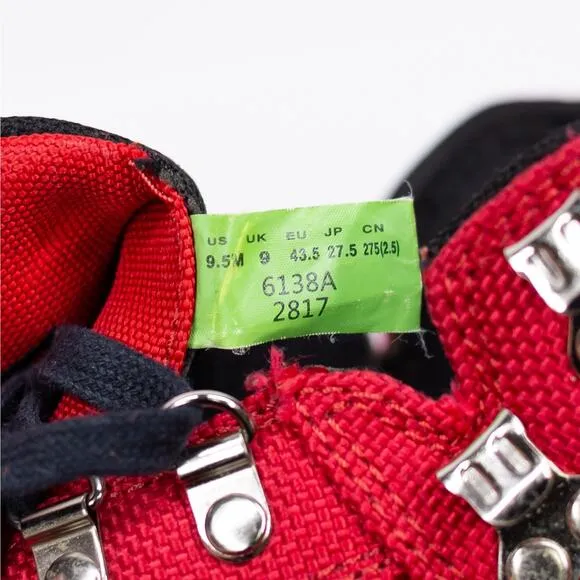 US UK EU JP CN
9.5M 9 43.5 27.5 275(2.5)
6138A
2817